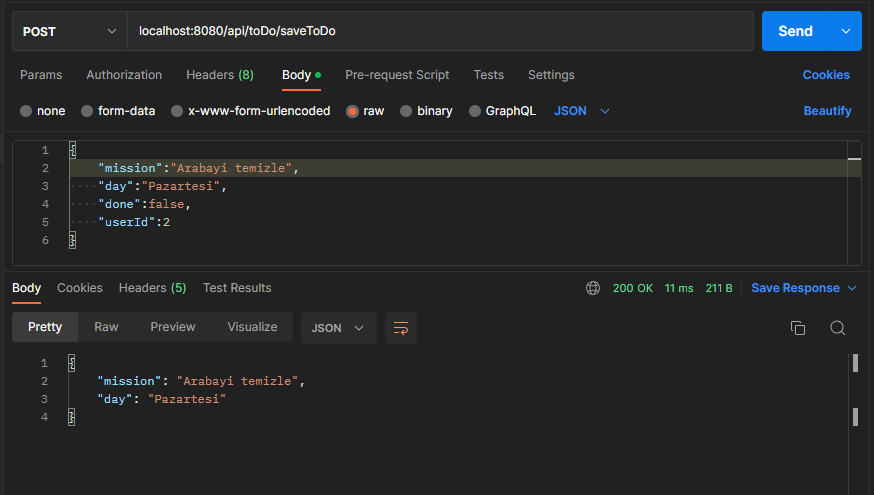 POST localhost:8080/api/toDo/saveToDo Send
Params Authorization Headers (8) Body Pre-request Script Tests Settings Cookies
none form-data x-www-form-urlencoded raw binary GraphQL JSON Beautify
1 {
2 "mission":"Arabayi temizle",
3 "day":"Pazartesi",
4 "done":false,
5 "userId":2
6 }
Body Cookies Headers (5) Test Results 200 OK 11 ms 211 B Save Response
Pretty Raw Preview Visualize JSON
1 {
2 "mission": "Arabayi temizle",
3 "day": "Pazartesi"
4 }